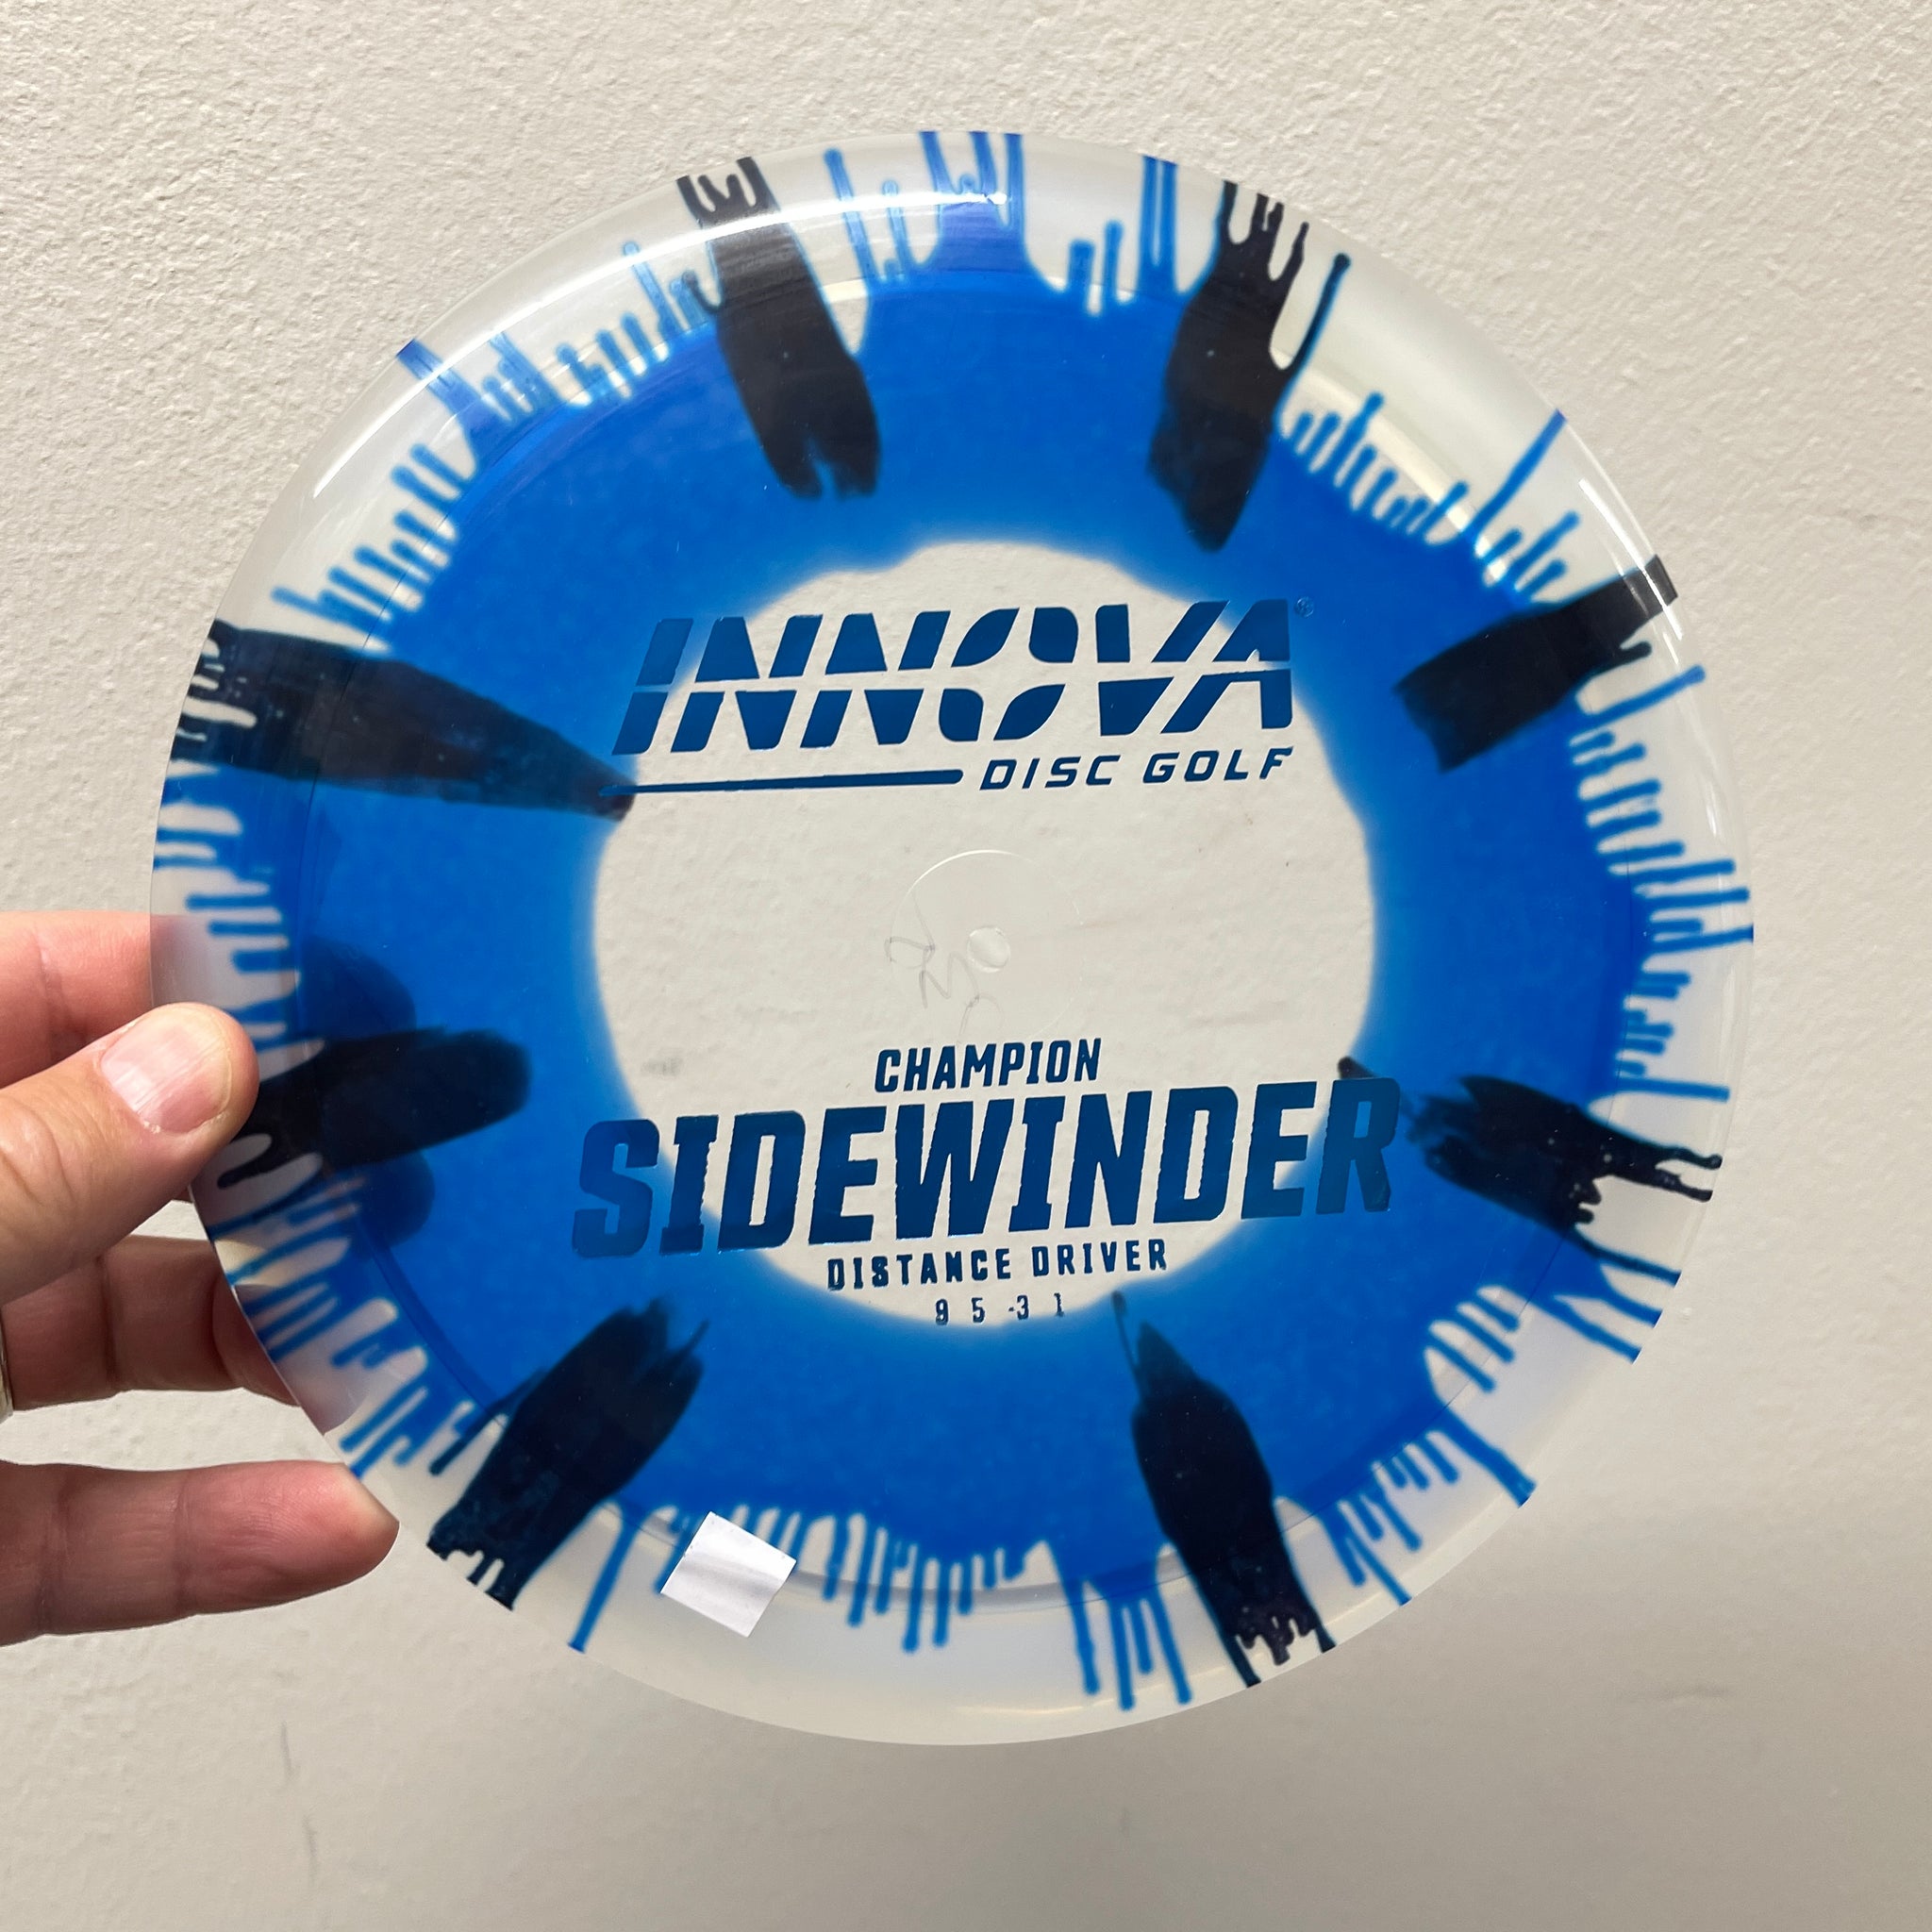 INNOVA®
DISC GOLF
CHAMPION
SIDEWINDER
DISTANCE DRIVER
9 5 -3 1